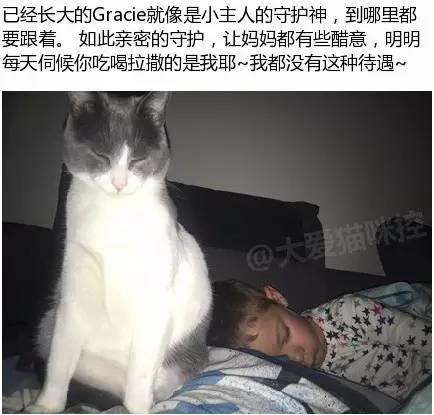 已经长大的Gracie就像是小主人的守护神，到哪里都
要跟着。 如此亲密的守护，让妈妈都有些醋意，明明
每天伺候你吃喝拉撒的是我耶~我都没有这种待遇~
@大爱猫咪控